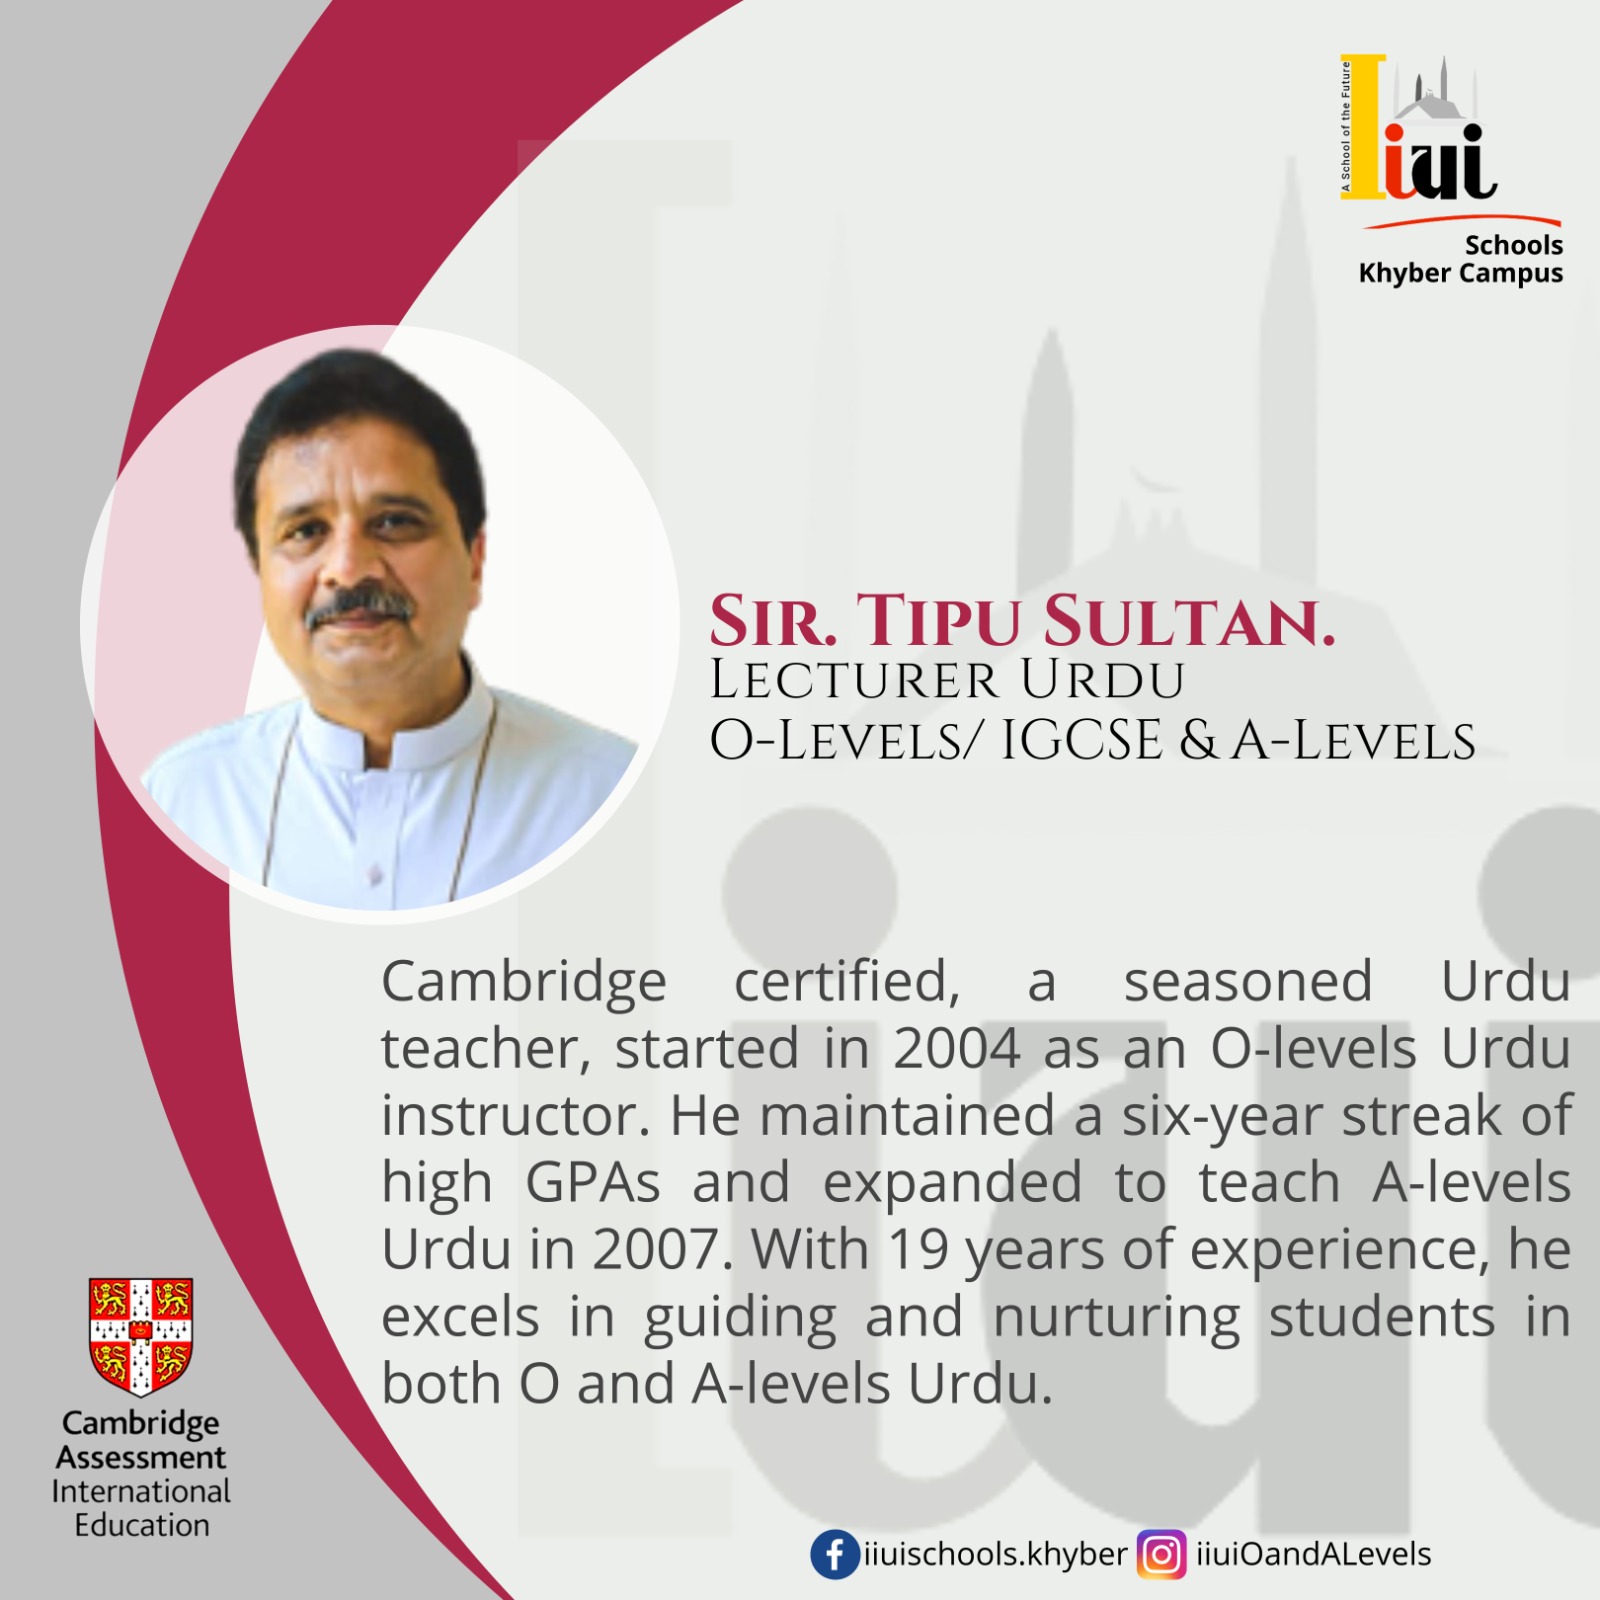 A School of the Future
Iiui
Schools
Khyber Campus
SIR. TIPU SULTAN.
LECTURER URDU
O-LEVELS/ IGCSE & A-LEVELS
Cambridge certified, a seasoned Urdu
teacher, started in 2004 as an O-levels Urdu
instructor. He maintained a six-year streak of
high GPAs and expanded to teach A-levels
Urdu in 2007. With 19 years of experience, he
excels in guiding and nurturing students in
both O and A-levels Urdu.
Cambridge
Assessment
International
Education
iiuischools.khyber iiuiOandALevels